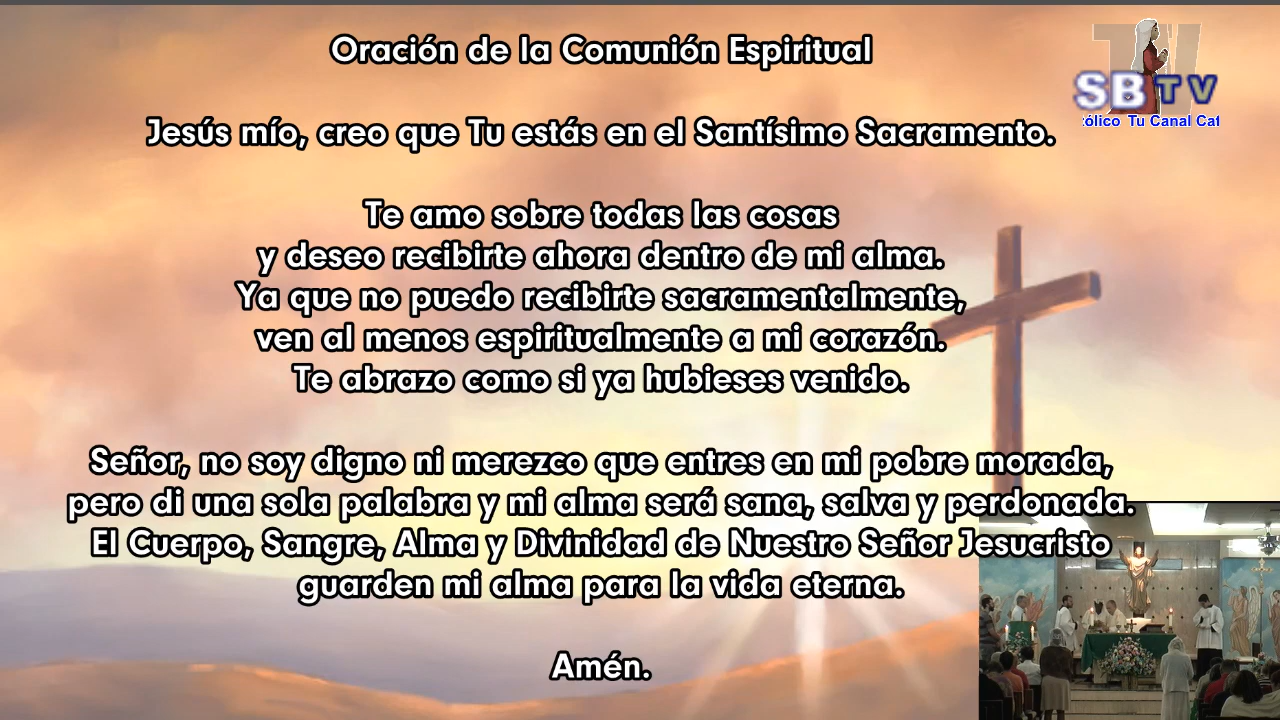 Oración de la Comunión Espiritual
Jesús mío, creo que Tu estás en el Santísimo Sacramento.
Te amo sobre todas las cosas
y deseo recibirte ahora dentro de mi alma.
Ya que no puedo recibirte sacramentalmente,
ven al menos espiritualmente a mi corazón.
Te abrazo como si ya hubieses venido.
Señor, no soy digno ni merezco que entres en mi pobre morada,
pero di una sola palabra y mi alma será sana, salva y perdonada.
El Cuerpo, Sangre, Alma y Divinidad de Nuestro Señor Jesucristo
guarden mi alma para la vida eterna.
Amén.
SBTV
ólico Tu Canal Cat